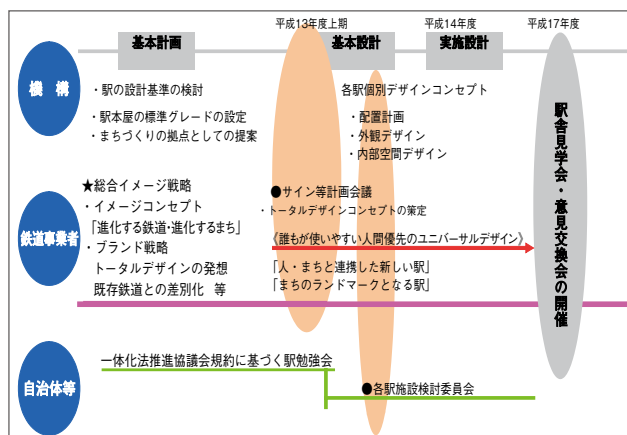 平成13年度上期
平成14年度
平成17年度
基本計画
基本設計
実施設計
機 構
・駅の設計基準の検討
・駅本屋の標準グレードの設定
・まちづくりの拠点としての提案
各駅個別デザインコンセプト
・配置計画
・外観デザイン
・内部空間デザイン
駅舎見学会・意見交換会の開催
鉄道事業者
★総合イメージ戦略
・イメージコンセプト
「進化する鉄道・進化するまち」
・ブランド戦略
トータルデザインの発想
既存鉄道との差別化 等
●サイン等計画会議
・トータルデザインコンセプトの策定
《誰もが使いやすい人間優先のユニバーサルデザイン》
「人・まちと連携した新しい駅」
「まちのランドマークとなる駅」
自治体等
一体化法推進協議会規約に基づく駅勉強会
●各駅施設検討委員会